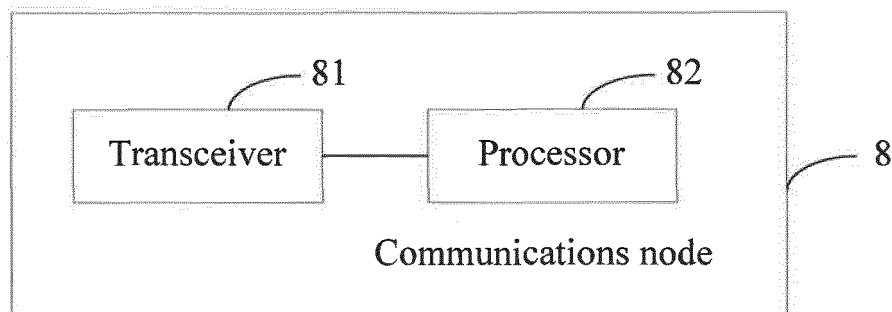 81
82
Transceiver
Processor
8
Communications node